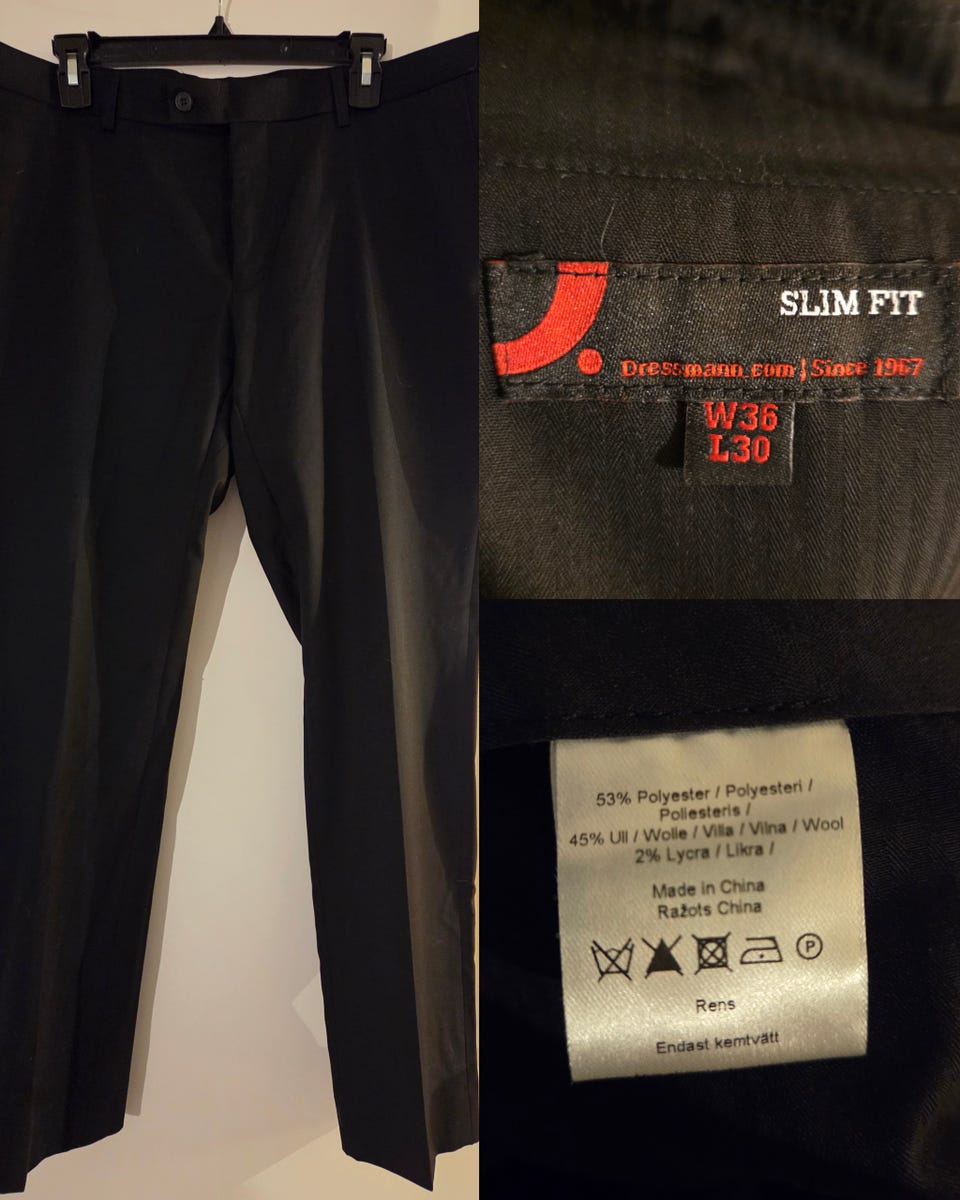 SLIM FIT
Dressmann.com | Since 1967
W36
L30
53% Polyester / Polyesteri /
Poliesteris /
45% Ull / Wolle / Villa / Vilna / Wool
2% Lycra / Likra /
Made in China
Ražots China
P
Rens
Endast kemtvätt